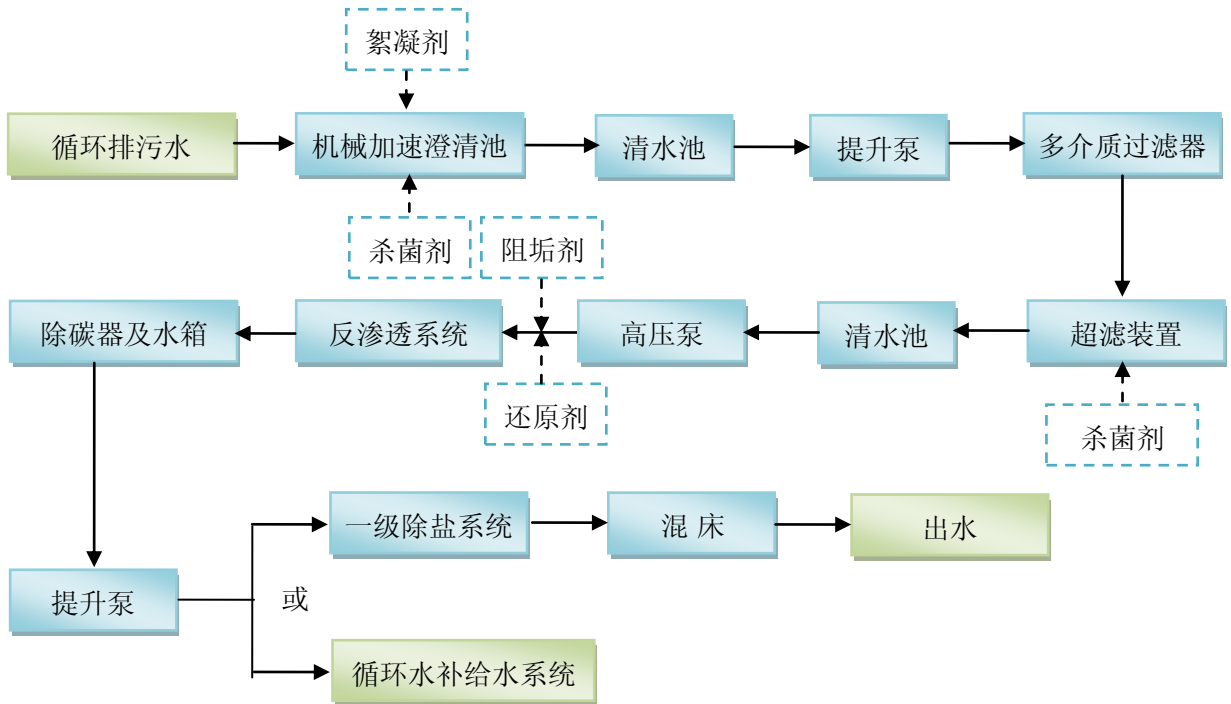 絮凝剂
循环排污水
机械加速澄清池
清水池
提升泵
多介质过滤器
杀菌剂
阻垢剂
除碳器及水箱
反渗透系统
高压泵
清水池
超滤装置
还原剂
杀菌剂
一级除盐系统
混 床
出水
提升泵
或
循环水补给水系统